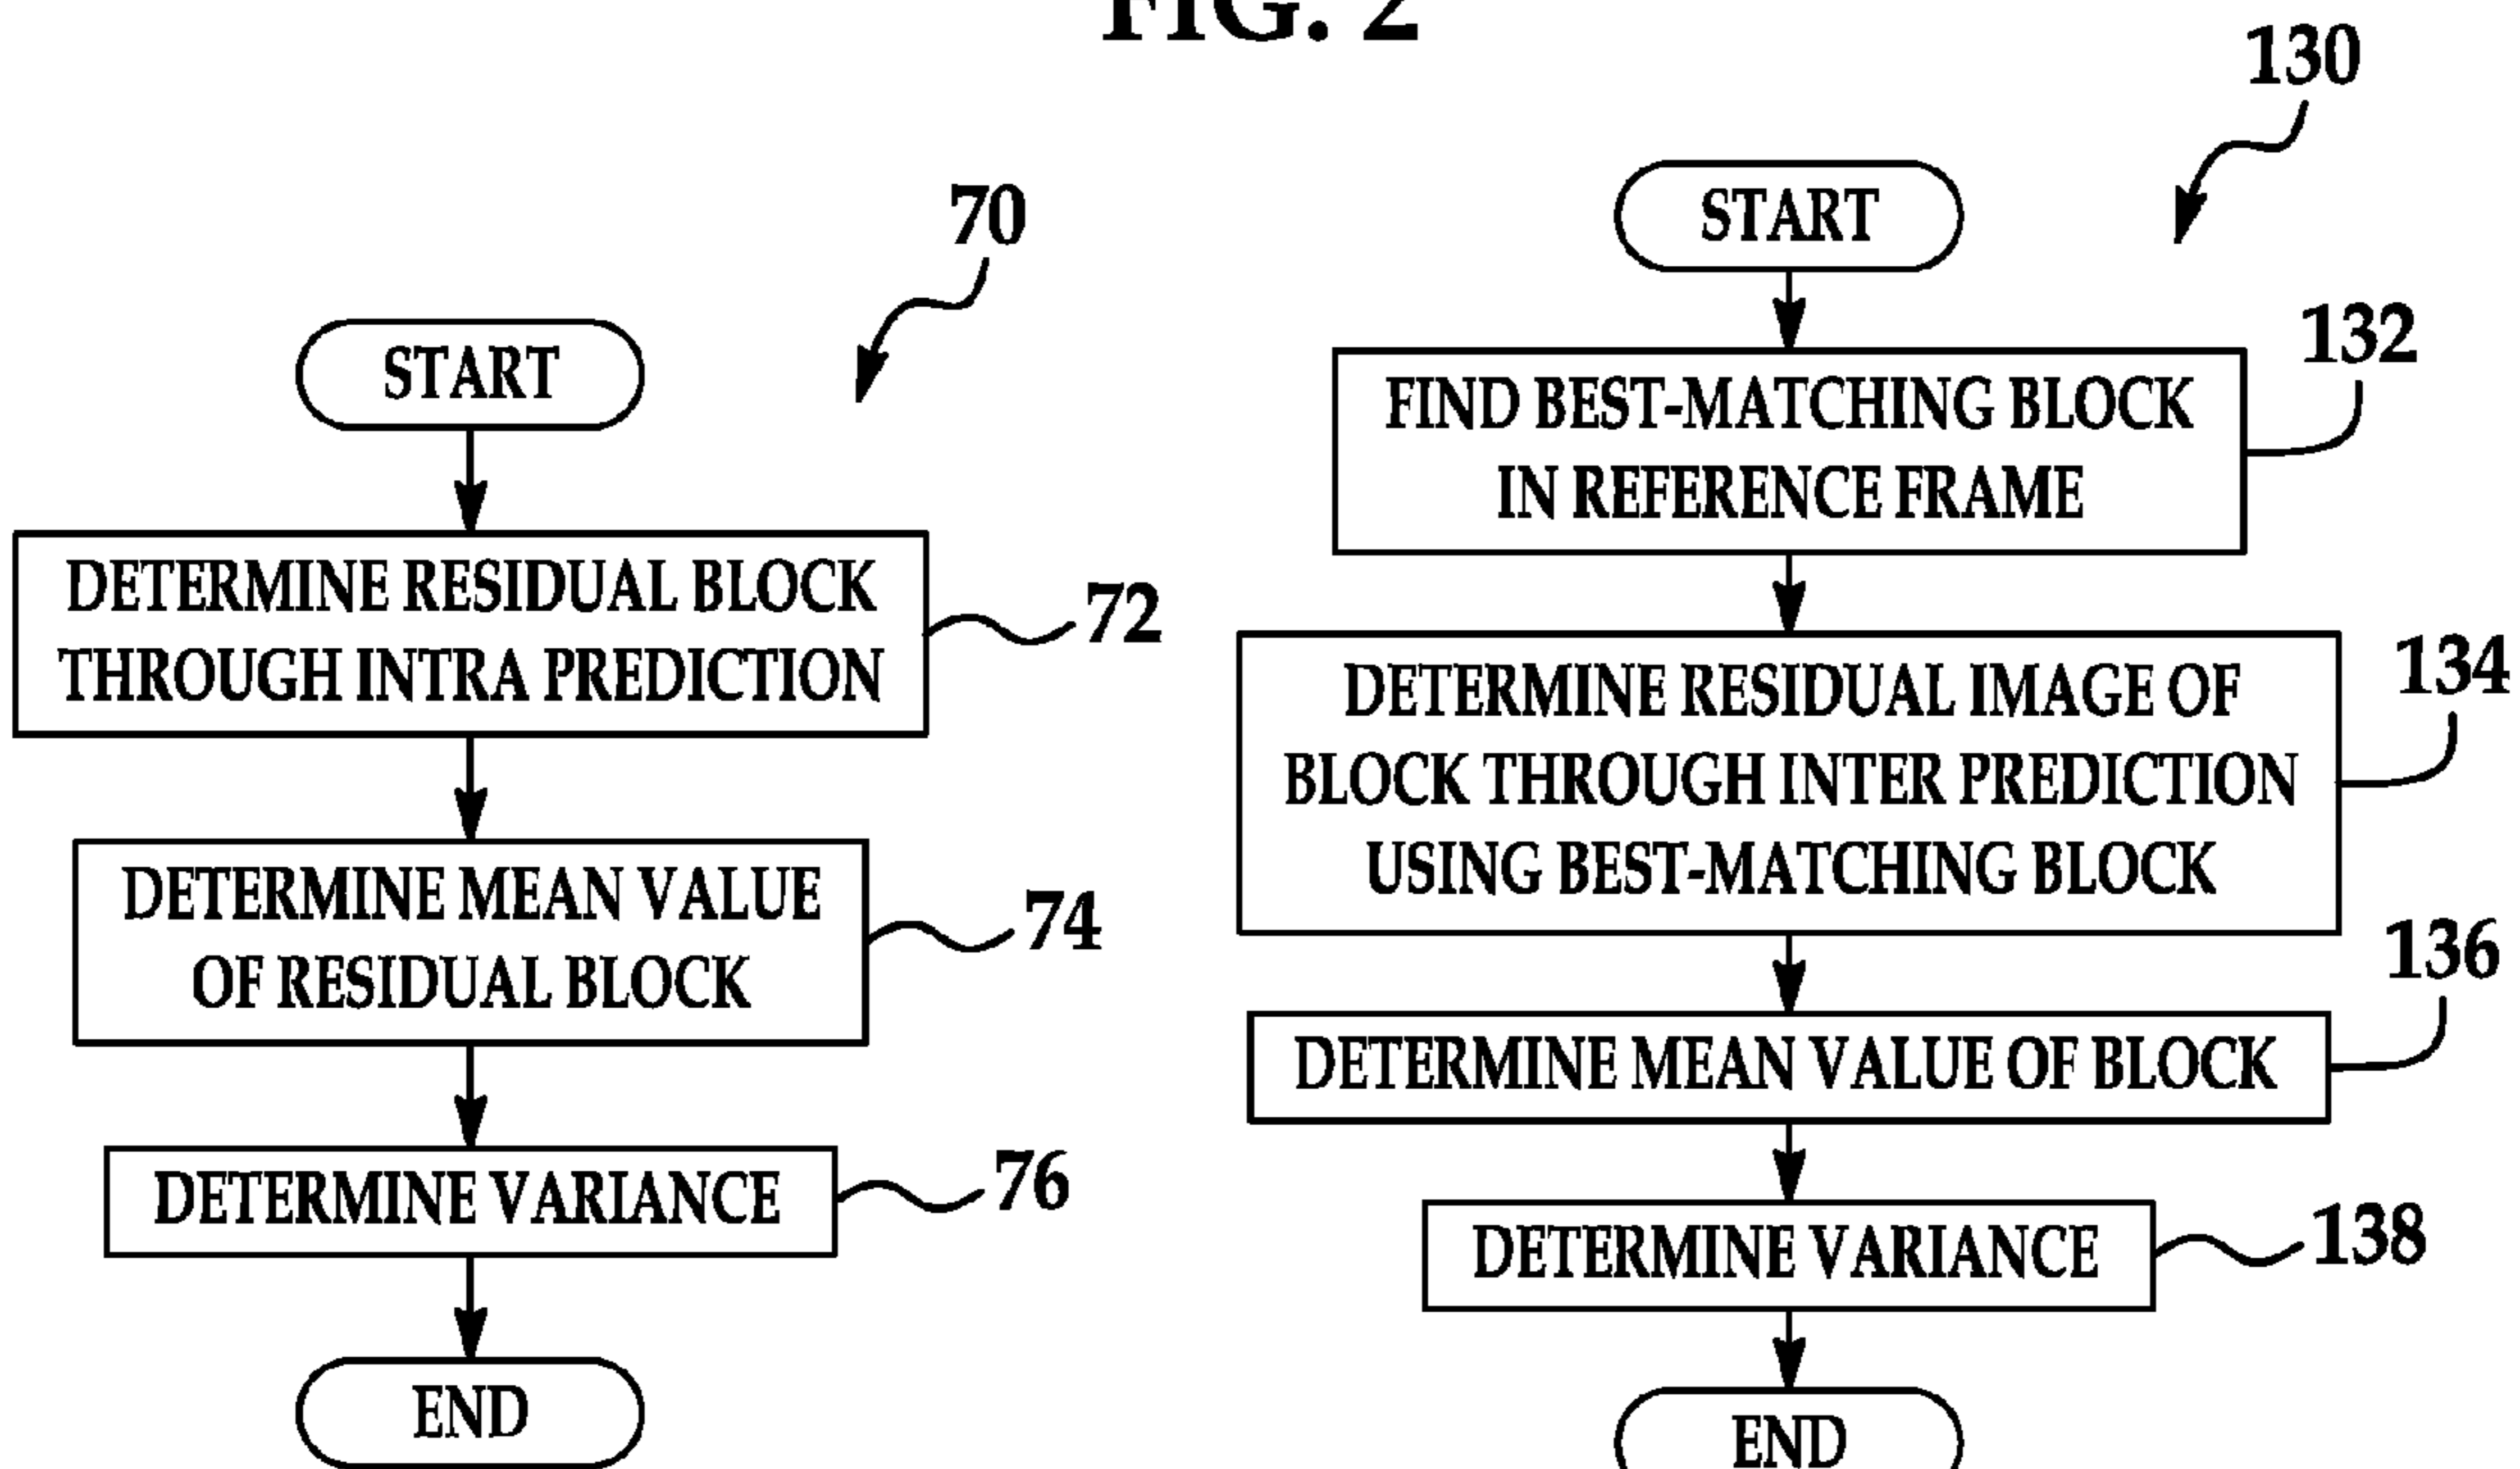 FIG. 2
70
START
DETERMINE RESIDUAL BLOCK
THROUGH INTRA PREDICTION
72
DETERMINE MEAN VALUE
OF RESIDUAL BLOCK
74
DETERMINE VARIANCE
76
END
130
START
FIND BEST-MATCHING BLOCK
IN REFERENCE FRAME
132
DETERMINE RESIDUAL IMAGE OF
BLOCK THROUGH INTER PREDICTION
USING BEST-MATCHING BLOCK
134
DETERMINE MEAN VALUE OF BLOCK
136
DETERMINE VARIANCE
138
END